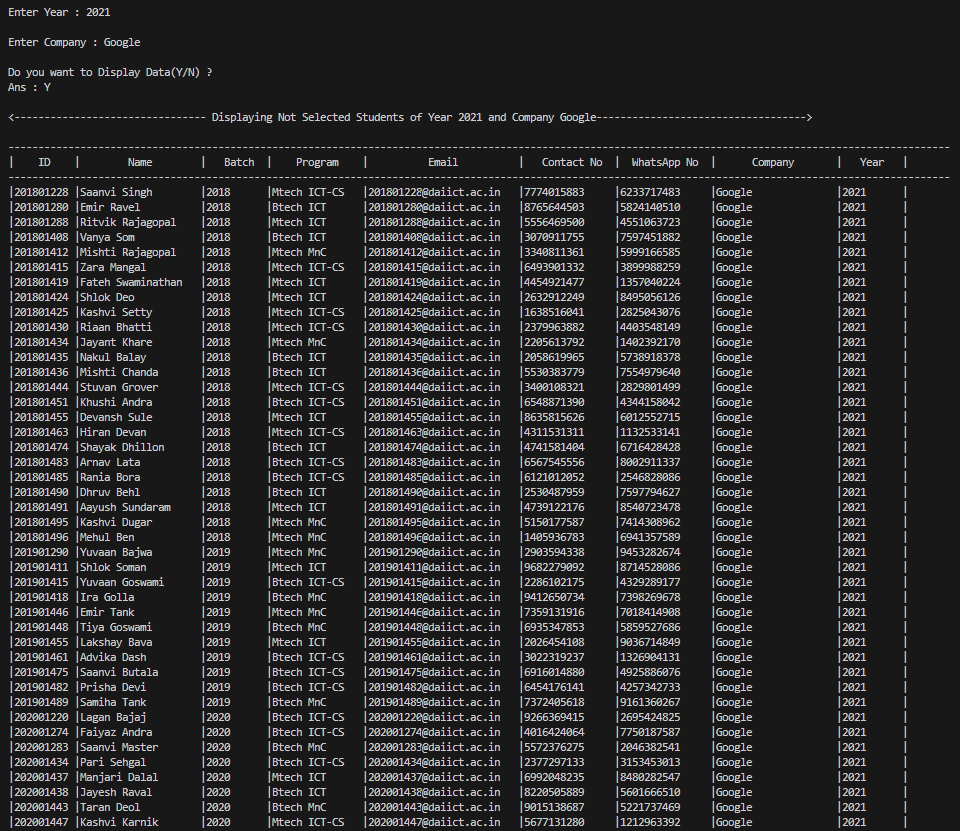 Enter Year : 2021
Enter Company : Google
Do you want to Display Data(Y/N) ?
Ans : Y
<-------------------------------- Displaying Not Selected Students of Year 2021 and Company Google----------------------------------->
| ID | Name | Batch | Program | Email | Contact No | WhatsApp No | Company | Year |
|201801228 |Saanvi Singh |2018 |Mtech ICT-CS |201801228@daiict.ac.in |7774015883 |6233717483 |Google |2021 |
|201801280 |Emir Ravel |2018 |Btech ICT |201801280@daiict.ac.in |8765644503 |5824140510 |Google |2021 |
|201801288 |Ritvik Rajagopal |2018 |Mtech ICT |201801288@daiict.ac.in |5556469500 |4551063723 |Google |2021 |
|201801408 |Vanya Som |2018 |Btech ICT |201801408@daiict.ac.in |3070911755 |7597451882 |Google |2021 |
|201801412 |Mishti Rajagopal |2018 |Mtech MnC |201801412@daiict.ac.in |3340811361 |5999166585 |Google |2021 |
|201801415 |Zara Mangal |2018 |Mtech ICT-CS |201801415@daiict.ac.in |6493901332 |3899988259 |Google |2021 |
|201801419 |Fateh Swaminathan |2018 |Mtech ICT |201801419@daiict.ac.in |4454921477 |1357040224 |Google |2021 |
|201801424 |Shlok Deo |2018 |Mtech ICT |201801424@daiict.ac.in |2632912249 |8495056126 |Google |2021 |
|201801425 |Kashvi Setty |2018 |Mtech ICT-CS |201801425@daiict.ac.in |1638516041 |2825043076 |Google |2021 |
|201801430 |Riaan Bhatti |2018 |Mtech ICT-CS |201801430@daiict.ac.in |2379963882 |4403548149 |Google |2021 |
|201801434 |Jayant Khare |2018 |Mtech MnC |201801434@daiict.ac.in |2205613792 |1402392170 |Google |2021 |
|201801435 |Nakul Balay |2018 |Btech ICT |201801435@daiict.ac.in |2058619965 |5738918378 |Google |2021 |
|201801436 |Mishti Chanda |2018 |Btech ICT |201801436@daiict.ac.in |5530383779 |7554979640 |Google |2021 |
|201801444 |Stuvan Grover |2018 |Mtech ICT-CS |201801444@daiict.ac.in |3400108321 |2829801499 |Google |2021 |
|201801451 |Khushi Andra |2018 |Btech ICT-CS |201801451@daiict.ac.in |6548871390 |4344158042 |Google |2021 |
|201801455 |Devansh Sule |2018 |Mtech ICT |201801455@daiict.ac.in |8635815626 |6012552715 |Google |2021 |
|201801463 |Hiran Devan |2018 |Mtech ICT-CS |201801463@daiict.ac.in |4311531311 |1132533141 |Google |2021 |
|201801474 |Shayak Dhillon |2018 |Mtech ICT |201801474@daiict.ac.in |4741581404 |6716428428 |Google |2021 |
|201801483 |Arnav Lata |2018 |Btech ICT-CS |201801483@daiict.ac.in |6567545556 |8002911337 |Google |2021 |
|201801485 |Rania Bora |2018 |Btech ICT-CS |201801485@daiict.ac.in |6121012052 |2546828086 |Google |2021 |
|201801490 |Dhruv Behl |2018 |Btech ICT |201801490@daiict.ac.in |2530487959 |7597794627 |Google |2021 |
|201801491 |Aayush Sundaram |2018 |Mtech ICT |201801491@daiict.ac.in |4739122176 |8540723478 |Google |2021 |
|201801495 |Kashvi Dugar |2018 |Mtech MnC |201801495@daiict.ac.in |5150177587 |7414308962 |Google |2021 |
|201801496 |Mehul Ben |2018 |Mtech MnC |201801496@daiict.ac.in |1405936783 |6941357589 |Google |2021 |
|201901290 |Yuvaan Bajwa |2019 |Mtech MnC |201901290@daiict.ac.in |2903594338 |9453282674 |Google |2021 |
|201901411 |Shlok Soman |2019 |Mtech ICT |201901411@daiict.ac.in |9682279092 |8714528086 |Google |2021 |
|201901415 |Yuvaan Goswami |2019 |Btech ICT-CS |201901415@daiict.ac.in |2286102175 |4329289177 |Google |2021 |
|201901418 |Ira Golla |2019 |Btech MnC |201901418@daiict.ac.in |9412650734 |7398269678 |Google |2021 |
|201901446 |Emir Tank |2019 |Mtech MnC |201901446@daiict.ac.in |7359131916 |7018414908 |Google |2021 |
|201901448 |Tiya Goswami |2019 |Btech MnC |201901448@daiict.ac.in |6935347853 |5859527686 |Google |2021 |
|201901455 |Lakshay Bava |2019 |Mtech ICT |201901455@daiict.ac.in |2026454108 |9036714849 |Google |2021 |
|201901461 |Advika Dash |2019 |Btech ICT-CS |201901461@daiict.ac.in |3022319237 |1326904131 |Google |2021 |
|201901475 |Saanvi Butala |2019 |Btech ICT-CS |201901475@daiict.ac.in |6916014880 |4925886076 |Google |2021 |
|201901482 |Prisha Devi |2019 |Btech ICT-CS |201901482@daiict.ac.in |6454176141 |4257342733 |Google |2021 |
|201901489 |Samiha Tank |2019 |Btech MnC |201901489@daiict.ac.in |7372405618 |9161360267 |Google |2021 |
|202001220 |Lagan Bajaj |2020 |Btech ICT-CS |202001220@daiict.ac.in |9266369415 |2695424825 |Google |2021 |
|202001274 |Faiyaz Andra |2020 |Btech ICT-CS |202001274@daiict.ac.in |4016424064 |7750187587 |Google |2021 |
|202001283 |Saanvi Master |2020 |Btech MnC |202001283@daiict.ac.in |5572376275 |2046382541 |Google |2021 |
|202001434 |Pari Sehgal |2020 |Btech ICT-CS |202001434@daiict.ac.in |2377297133 |3153453013 |Google |2021 |
|202001437 |Manjari Dalal |2020 |Mtech ICT |202001437@daiict.ac.in |6992048235 |8480282547 |Google |2021 |
|202001438 |Jayesh Raval |2020 |Btech ICT |202001438@daiict.ac.in |8220505889 |5601666510 |Google |2021 |
|202001443 |Taran Deol |2020 |Btech MnC |202001443@daiict.ac.in |9015138687 |5221737469 |Google |2021 |
|202001447 |Kashvi Karnik |2020 |Mtech ICT-CS |202001447@daiict.ac.in |5677131280 |1212963392 |Google |2021 |